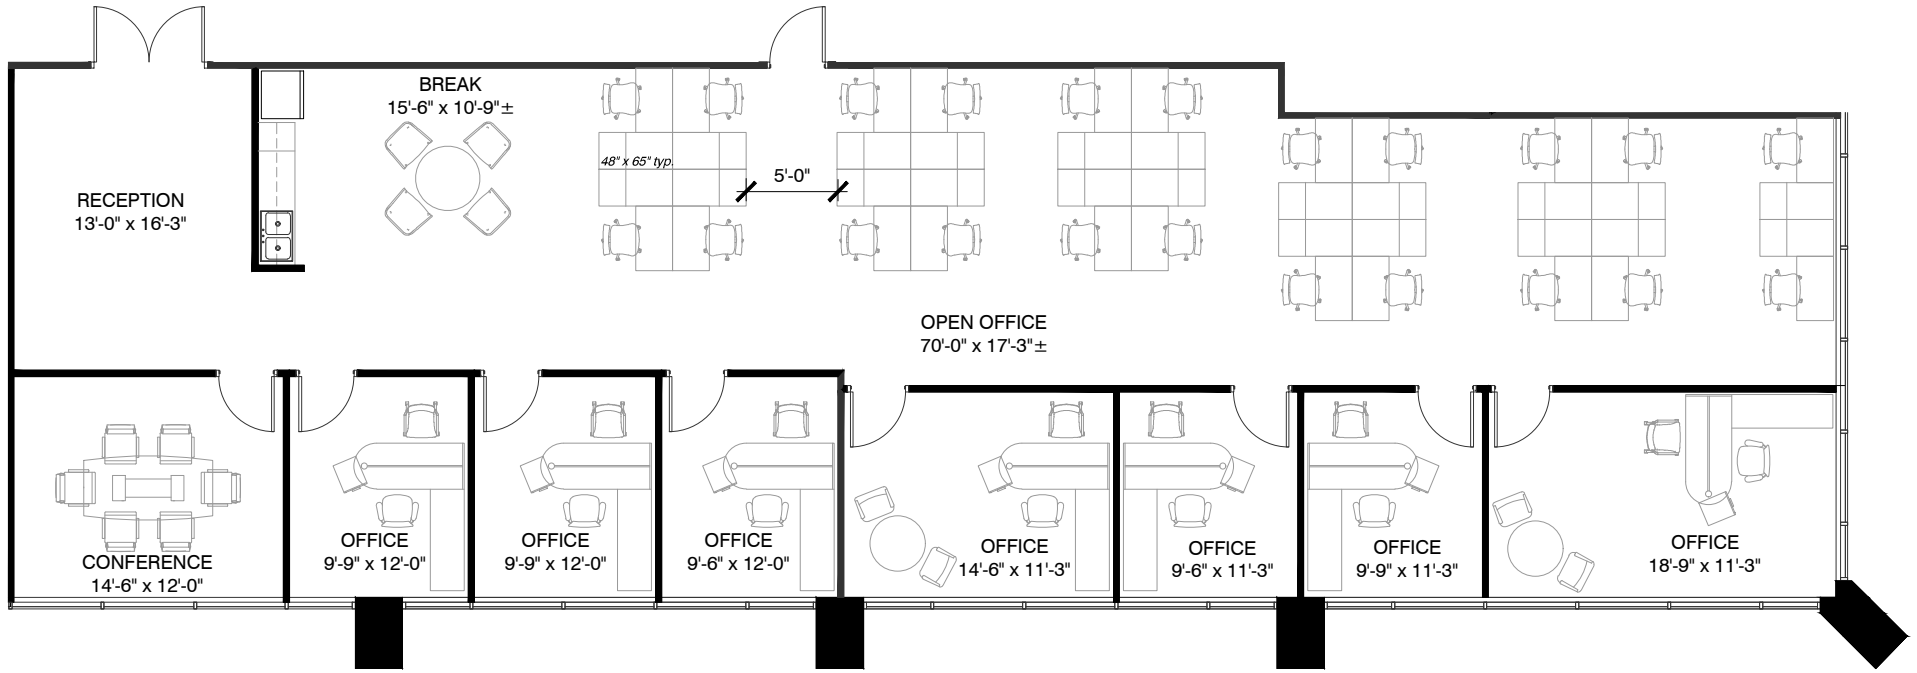 BREAK
15'-6" x 10'-9"±
48" x 65" typ.
5'-0"
RECEPTION
13'-0" x 16'-3"
OPEN OFFICE
70'-0" x 17'-3"±
CONFERENCE
14'-6" x 12'-0"
OFFICE
9'-9" x 12'-0"
OFFICE
9'-9" x 12'-0"
OFFICE
9'-6" x 12'-0"
OFFICE
14'-6" x 11'-3"
OFFICE
9'-6" x 11'-3"
OFFICE
9'-9" x 11'-3"
OFFICE
18'-9" x 11'-3"